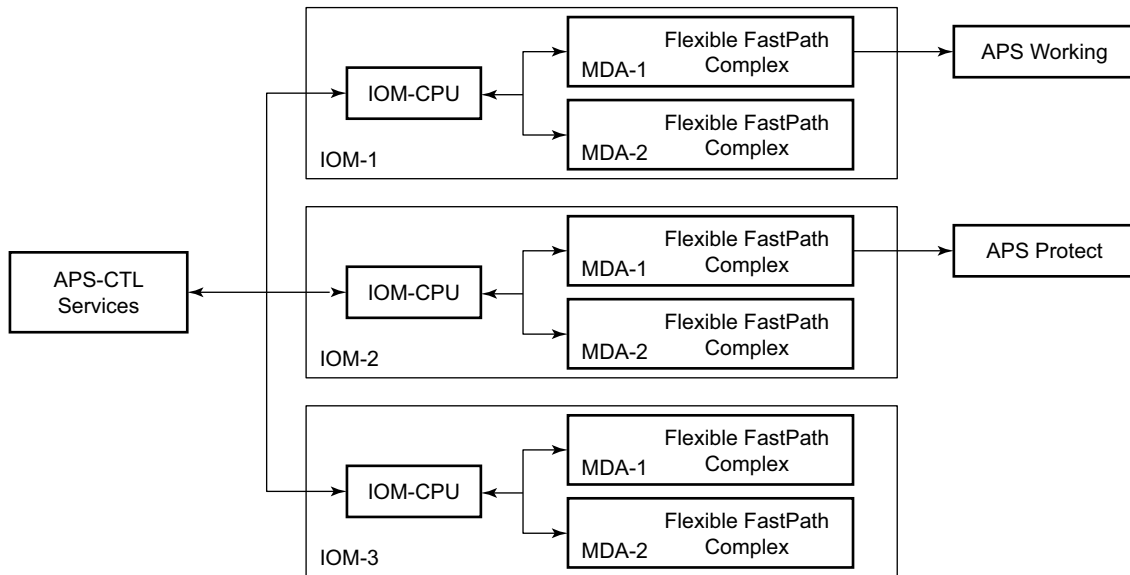 Flexible FastPath
Complex
MDA-1
APS Working
IOM-CPU
Flexible FastPath
Complex
MDA-2
IOM-1
Flexible FastPath
Complex
MDA-1
APS Protect
APS-CTL
Services
IOM-CPU
Flexible FastPath
Complex
MDA-2
IOM-2
Flexible FastPath
Complex
MDA-1
IOM-CPU
Flexible FastPath
Complex
MDA-2
IOM-3